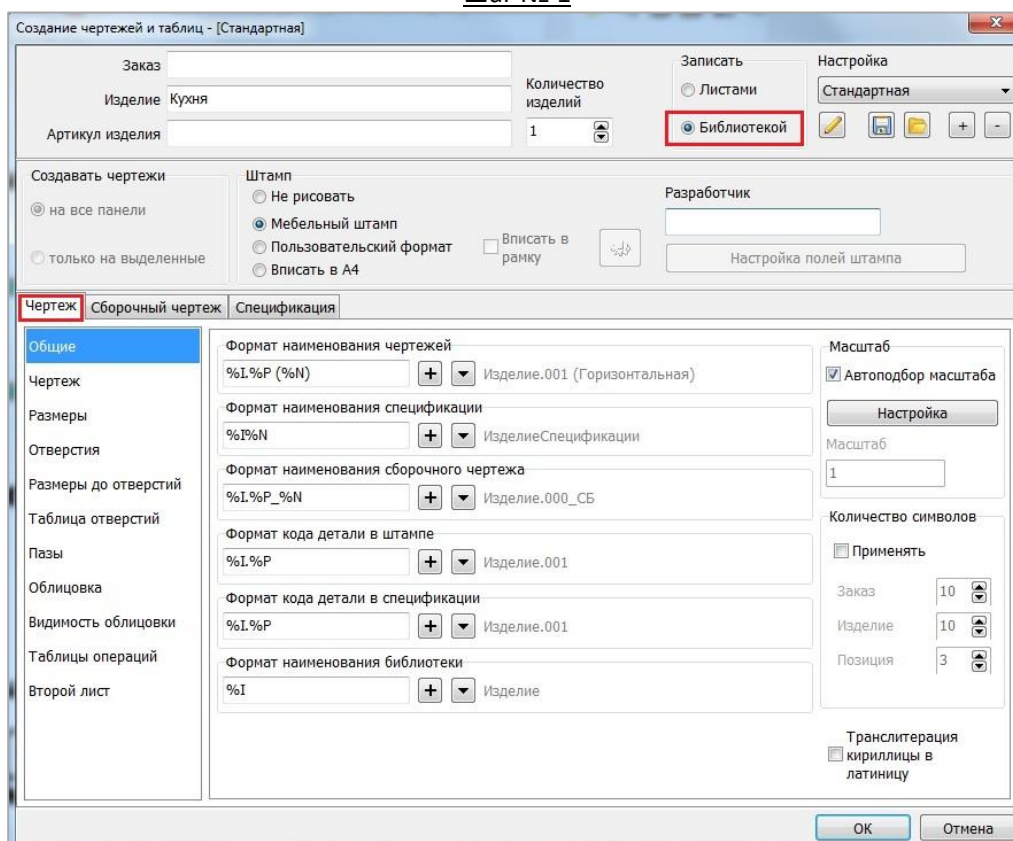 Шаг № 1
Создание чертежей и таблиц - [Стандартная]
Заказ
Изделие Кухня
Артикул изделия
Количество
изделий
1
Записать
Листами
Библиотекой
Настройка
Стандартная
+ -
Создавать чертежи
на все панели
только на выделенные
Штамп
Не рисовать
Мебельный штамп
Пользовательский формат
Вписать в А4
Вписать в
рамку
Разработчик
Настройка полей штампа
Чертеж Сборочный чертеж Спецификация
Общие
Чертеж
Размеры
Отверстия
Размеры до отверстий
Таблица отверстий
Пазы
Облицовка
Видимость облицовки
Таблицы операций
Второй лист
Формат наименования чертежей
%I.%P (%N) + Изделие.001 (Горизонтальная)
Формат наименования спецификации
%I%N + ИзделиеСпецификации
Формат наименования сборочного чертежа
%I.%P_%N + Изделие.000_СБ
Формат кода детали в штампе
%I.%P + Изделие.001
Формат кода детали в спецификации
%I.%P + Изделие.001
Формат наименования библиотеки
%I + Изделие
Масштаб
Автоподбор масштаба
Настройка
Масштаб
1
Количество символов
Применять
Заказ 10
Изделие 10
Позиция 3
Транслитерация
кириллицы в
латиницу
ОК Отмена